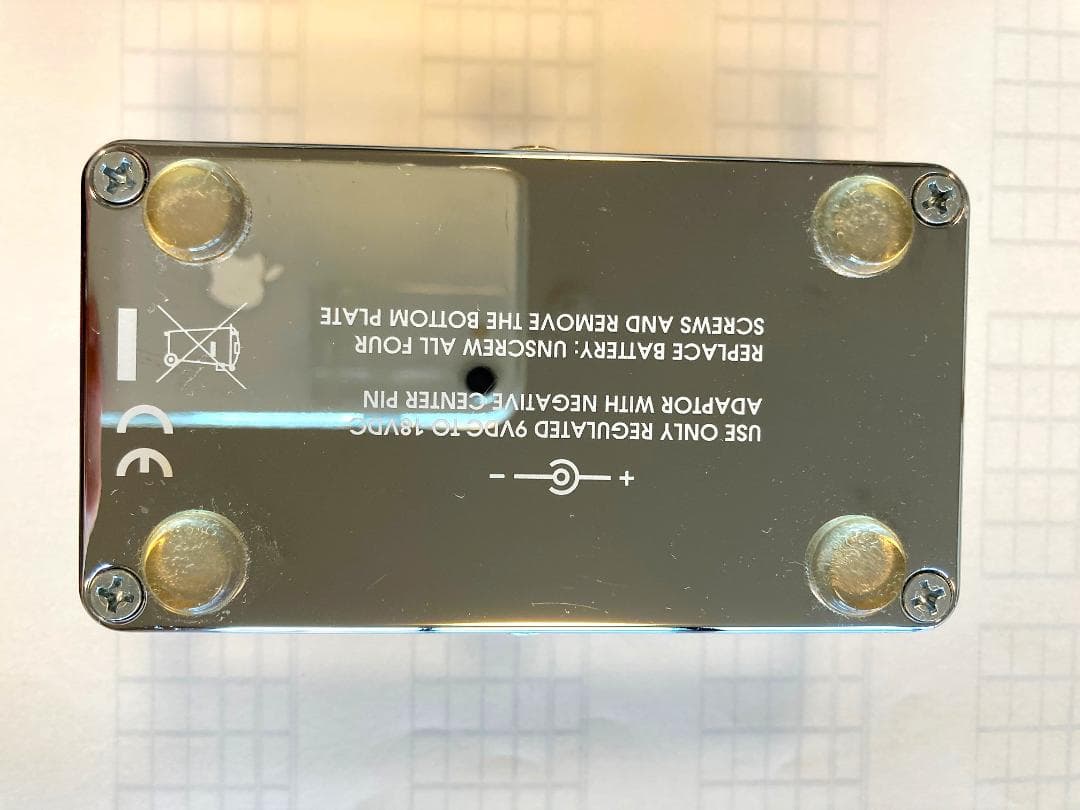 + -
USE ONLY REGULATED 9VDC TO 18VDC
ADAPTOR WITH NEGATIVE CENTER PIN
REPLACE BATTERY: UNSCREW ALL FOUR
SCREWS AND REMOVE THE BOTTOM PLATE
CE